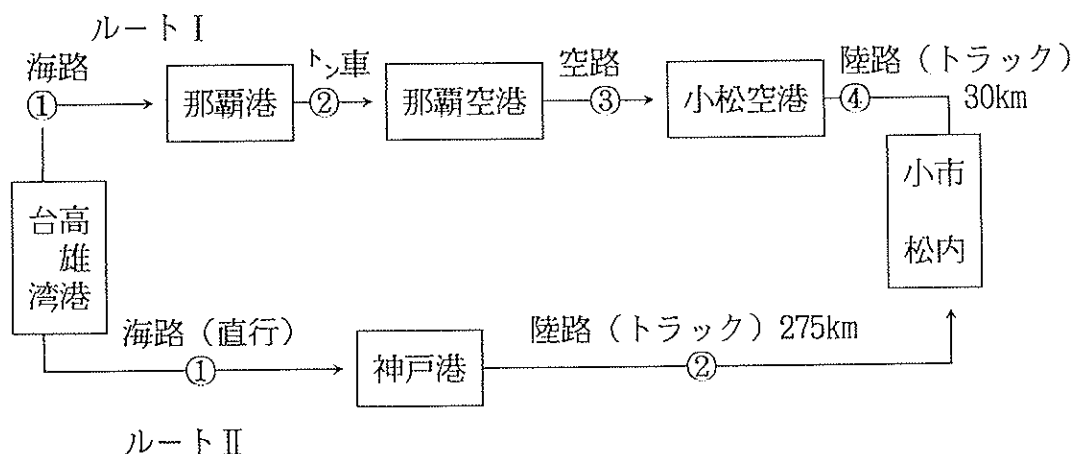 ルートⅠ
海路
①
那覇港
トン車
②
那覇空港
空路
③
小松空港
陸路（トラック）
④
30km
小松市内
台湾高雄港
海路（直行）
①
神戸港
陸路（トラック）275km
②
ルートⅡ